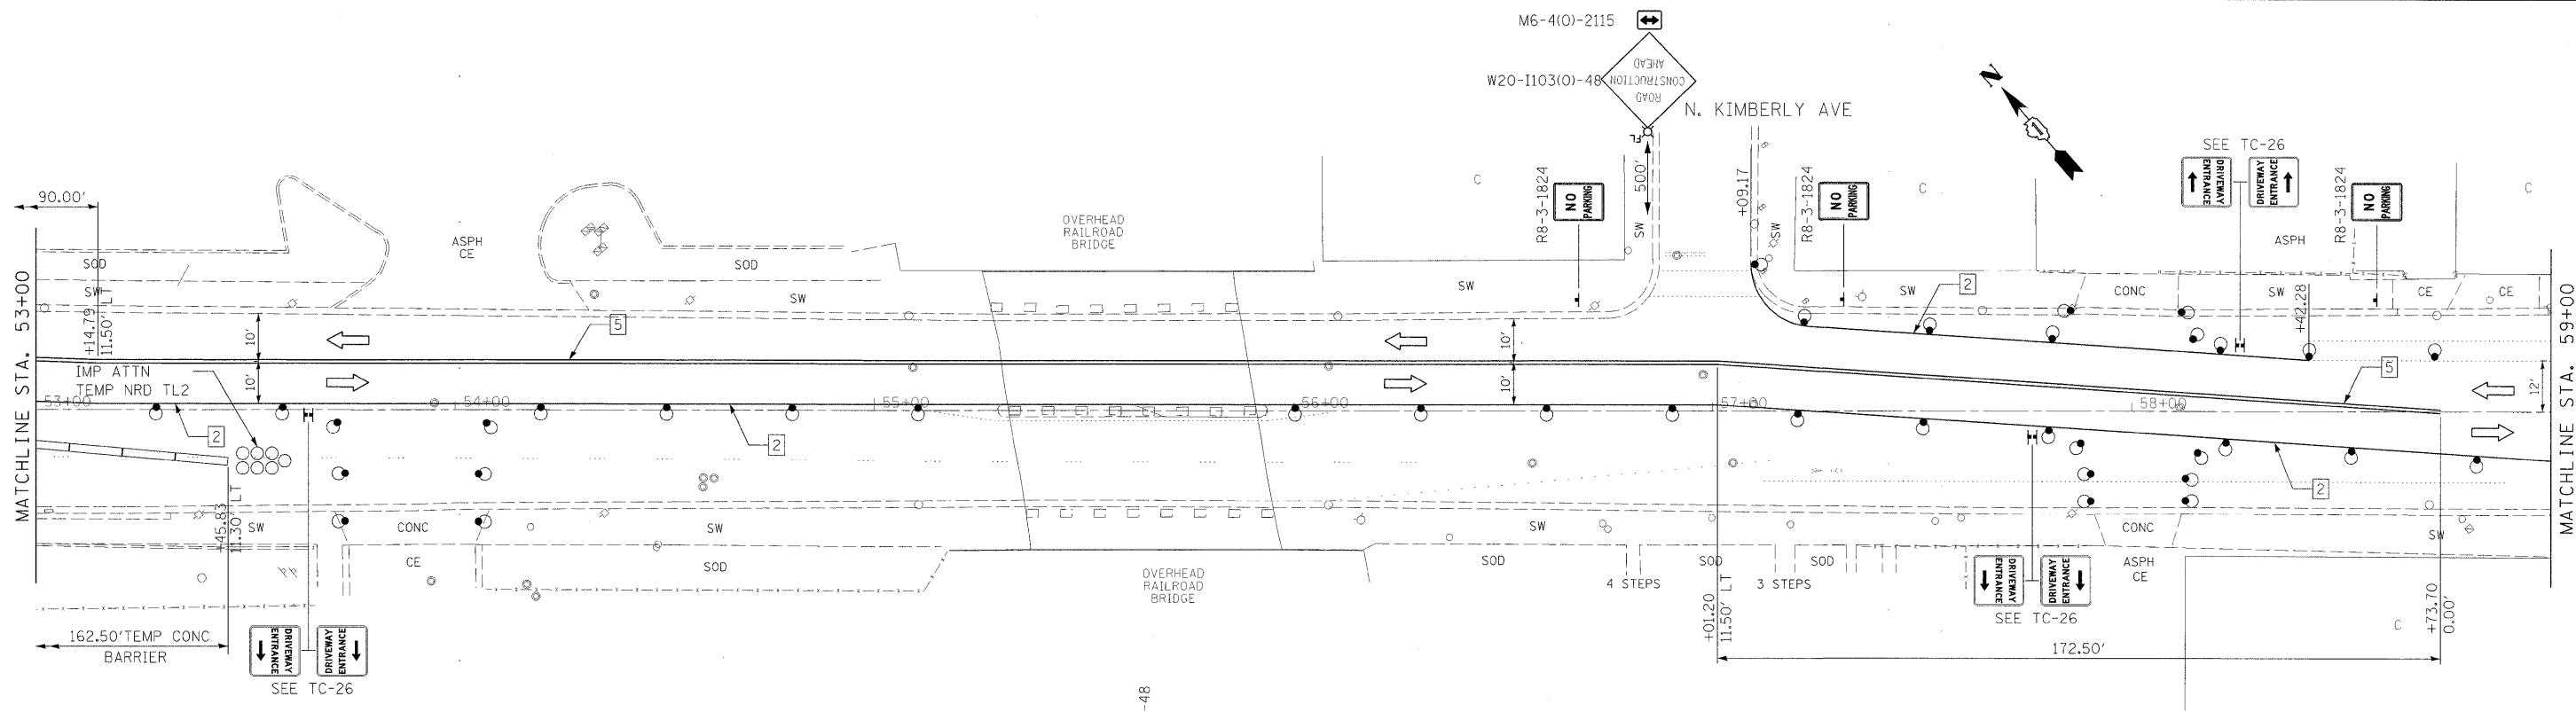 M6-4(O)-2115
W20-I103(O)-48
ROAD
CONSTRUCTION
AHEAD
FL
N. KIMBERLY AVE
N
SEE TC-26
DRIVEWAY
ENTRANCE
DRIVEWAY
ENTRANCE
R8-3-1824
NO
PARKING
500'
SW
+09.17
SW
R8-3-1824
NO
PARKING
R8-3-1824
NO
PARKING
C
C
C
90.00'
MATCHLINE STA. 53+00
SOD
SW
+14.79
11.50' LT
ASPH
CE
SOD
SW
OVERHEAD
RAILROAD
BRIDGE
SW
SW
CONC
SW
ASPH
CE
CE
+42.28
MATCHLINE STA. 59+00
10'
10'
5
10'
10'
2
5
12'
IMP ATTN
TEMP NRD TL2
53+00
54+00
55+00
56+00
57+00
58+00
2
2
2
+45.83
11.30' LT
SW
CONC
CE
SW
SOD
OVERHEAD
RAILROAD
BRIDGE
SW
SOD
4 STEPS
SOD
3 STEPS
SOD
CONC
ASPH
CE
SW
C
162.50' TEMP CONC
BARRIER
DRIVEWAY
ENTRANCE
DRIVEWAY
ENTRANCE
SEE TC-26
+01.20
11.50' LT
DRIVEWAY
ENTRANCE
DRIVEWAY
ENTRANCE
SEE TC-26
172.50'
+73.70
0.00'
-48